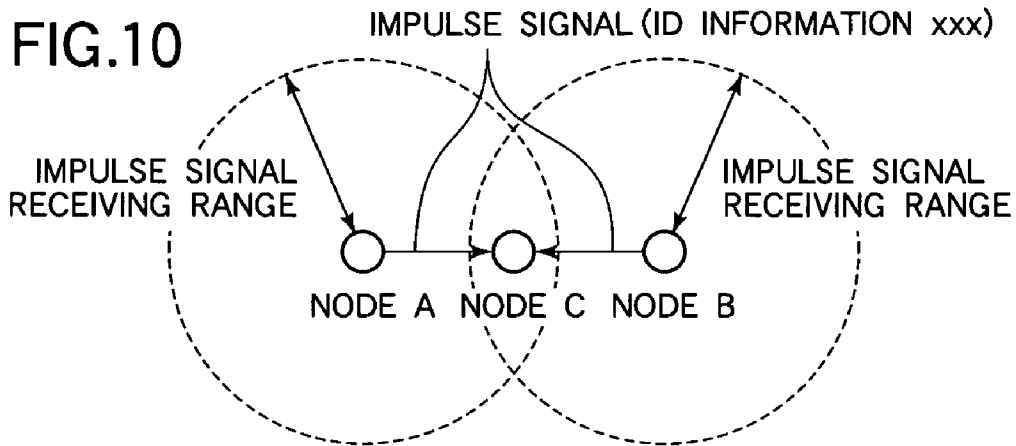 FIG.10
IMPULSE SIGNAL (ID INFORMATION xxx)
IMPULSE SIGNAL
RECEIVING RANGE
IMPULSE SIGNAL
RECEIVING RANGE
NODE A NODE C NODE B